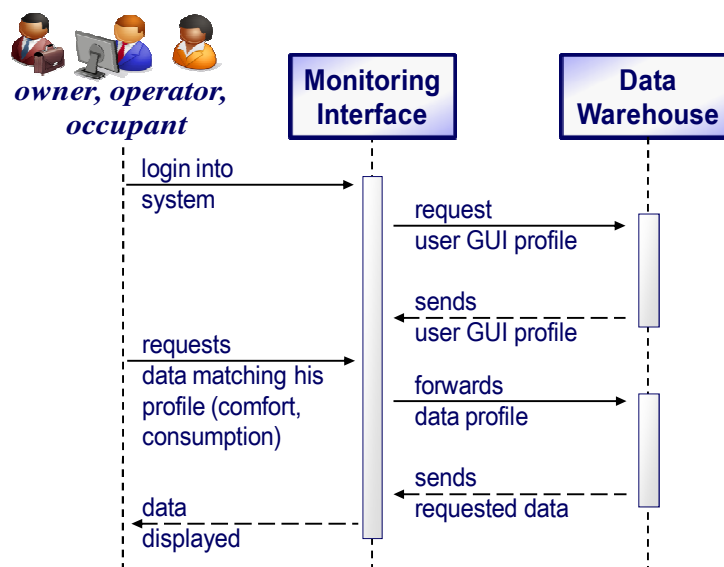 owner, operator,
occupant
Monitoring
Interface
Data
Warehouse
login into
system
request
user GUI profile
sends
user GUI profile
requests
data matching his
profile (comfort,
consumption)
forwards
data profile
sends
requested data
data
displayed